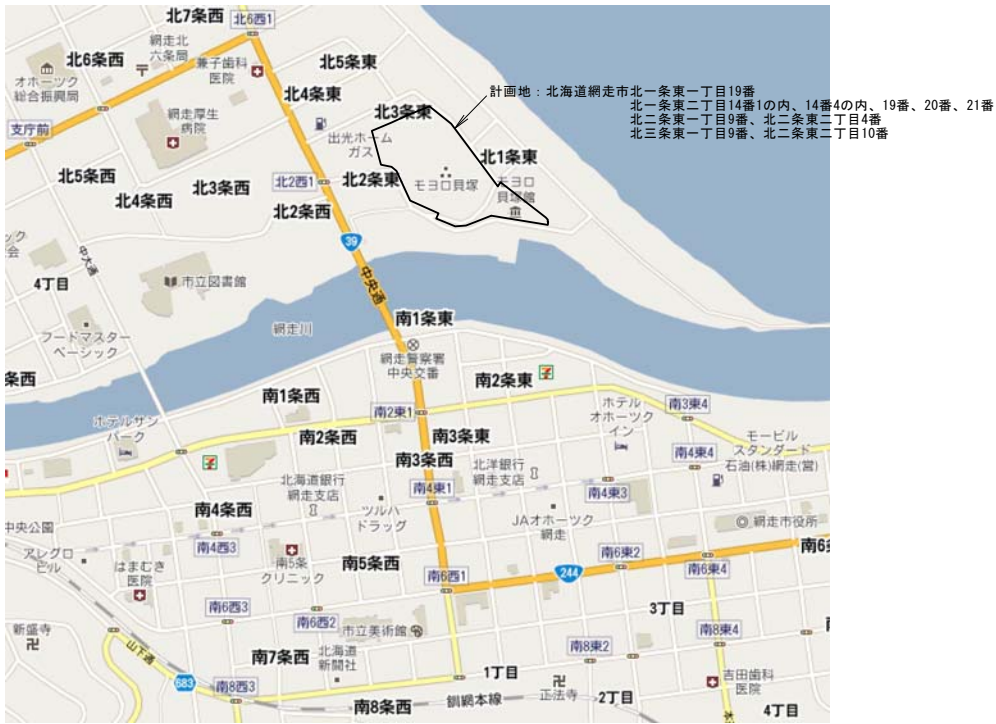 北7条西
北6西1
網走北
六条局
北6条西
兼子歯科
医院
北5条東
オホーツク
総合振興局
北4条東
計画地：北海道網走市北一条東一丁目19番
北一条東二丁目14番1の内、14番4の内、19番、20番、21番
北二条東一丁目9番、北二条東二丁目4番
北三条東一丁目9番、北二条東二丁目10番
網走厚生
病院
北3条東
支庁前
出光ホーム
ガス
北1条東
北5条西
北3条西
北2西1
北2条東
モヨロ貝塚
モヨロ
貝塚館
北4条西
北2条西
ック
会
中大通
39
中央通
4丁目
市立図書館
網走川
南1条東
フードマスター
ベーシック
網走警察署
中央交番
条西
南2条東
南1条西
ホテルサン
パーク
南2東1
ホテル
オホーツク
イン
南3東4
南2条西
南3条東
モービル
スタンダード
石油(株)網走(営)
南3条西
北海道銀行
網走支店
北洋銀行
網走支店
南4東4
南4東1
南4東3
南4条西
中央公園
ツルハ
ドラッグ
JAオホーツク
網走
網走市役所
南4西3
アレグロ
ビル
はまむき
医院
南5条
クリニック
南5条西
南6西1
244
南6東2
南6東4
南6
南6西3
南6西2
3丁目
新盛寺
市立美術館
南8東4
山下通
南7条西
北海道
新聞社
南8東2
683
南8西3
1丁目
正法寺
吉田歯科
医院
南8条西
釧網本線
2丁目
4丁目